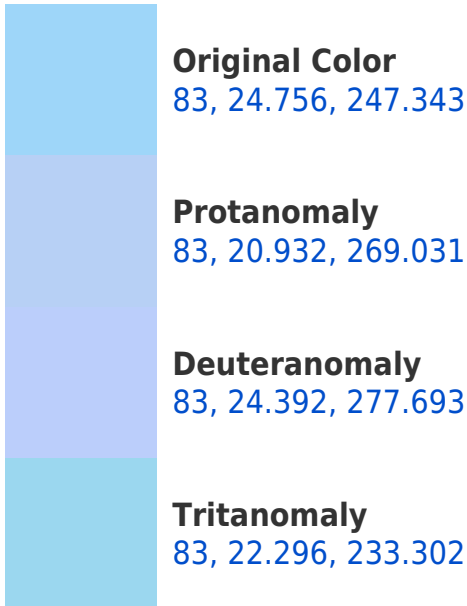 Original Color
83, 24.756, 247.343
Protanomaly
83, 20.932, 269.031
Deuteranomaly
83, 24.392, 277.693
Tritanomaly
83, 22.296, 233.302